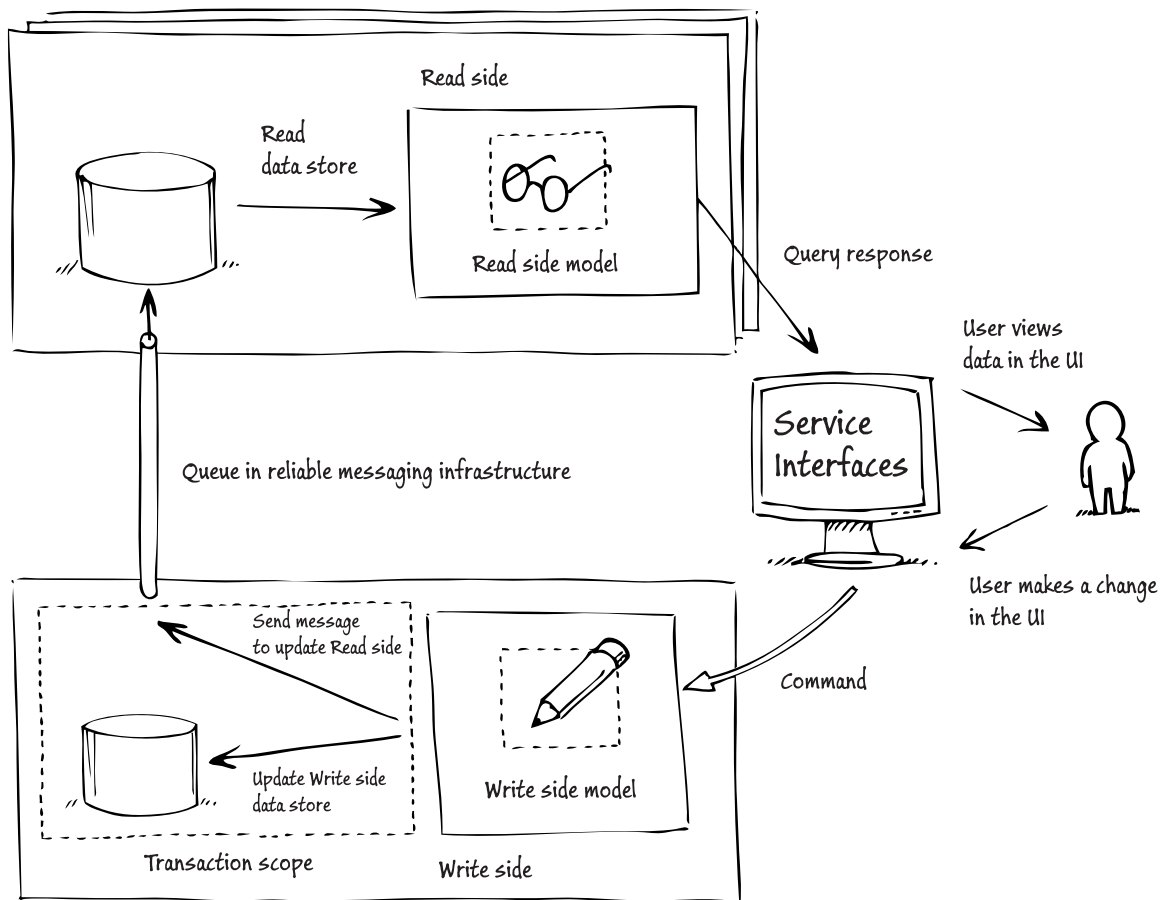 Read side
Read
data store
Read side model
Query response
User views
data in the UI
Service
Interfaces
Queue in reliable messaging infrastructure
User makes a change
in the UI
Send message
to update Read side
Command
Update Write side
data store
Write side model
Transaction scope
Write side